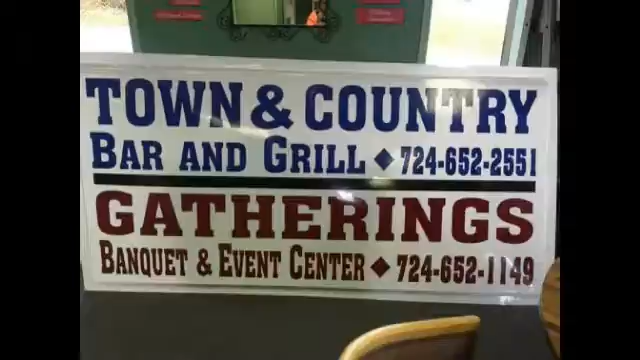 TOWN & COUNTRY
BAR AND GRILL ◆ 724-652-2551
GATHERINGS
BANQUET & EVENT CENTER ◆ 724-652-1149